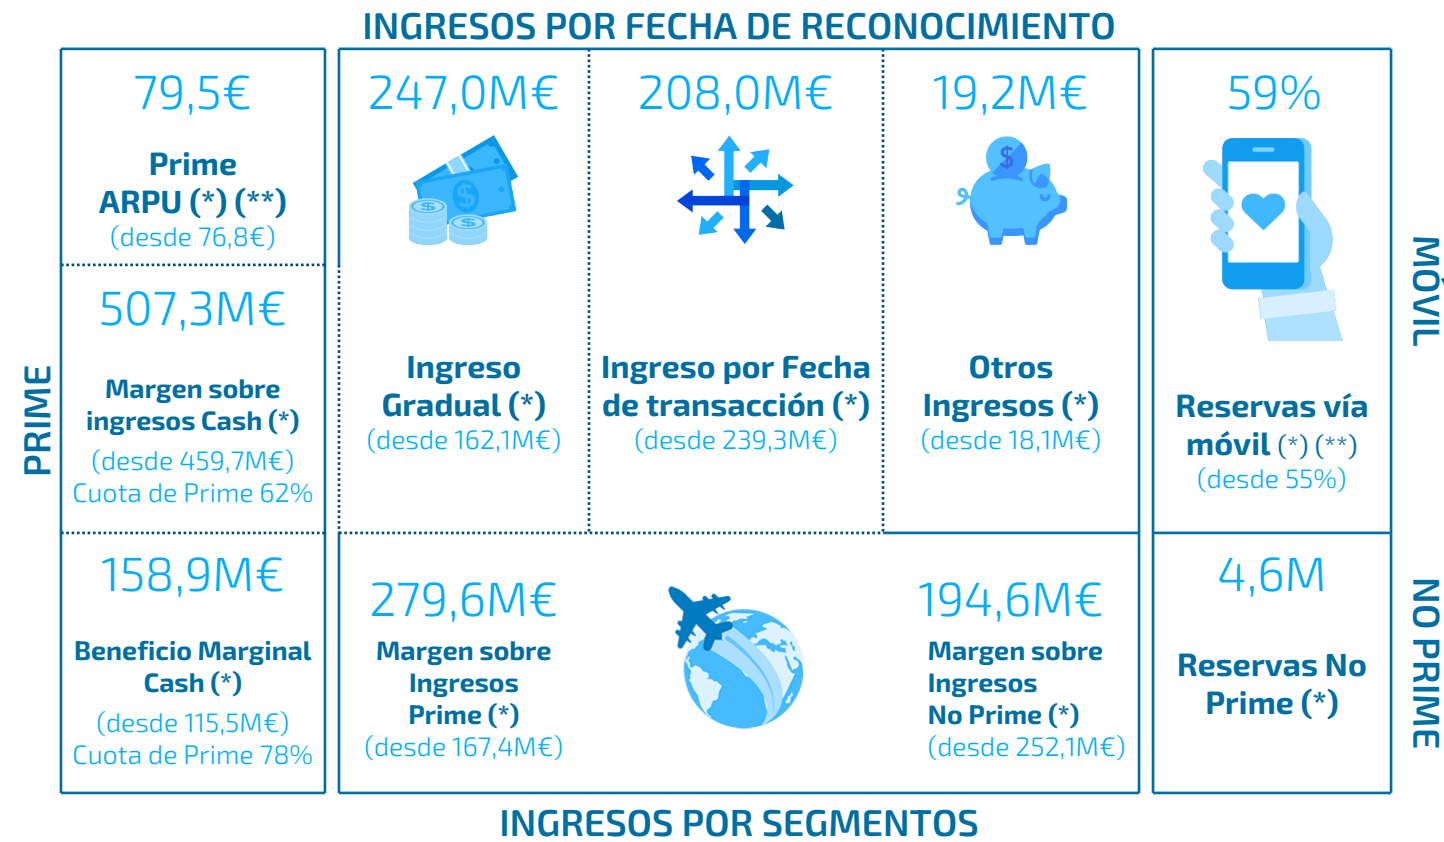 INGRESOS POR FECHA DE RECONOCIMIENTO
PRIME
79,5€
Prime
ARPU (*) (**)
(desde 76,8€)
507,3M€
Margen sobre
ingresos Cash (*)
(desde 459,7M€)
Cuota de Prime 62%
158,9M€
Beneficio Marginal
Cash (*)
(desde 115,5M€)
Cuota de Prime 78%
247,0M€
$
$
$
Ingreso
Gradual (*)
(desde 162,1M€)
208,0M€
Ingreso por Fecha
de transacción (*)
(desde 239,3M€)
19,2M€
$
Otros
Ingresos (*)
(desde 18,1M€)
279,6M€
Margen sobre
Ingresos
Prime (*)
(desde 167,4M€)
194,6M€
Margen sobre
Ingresos
No Prime (*)
(desde 252,1M€)
59%
Reservas vía
móvil (*) (**)
(desde 55%)
MÓVIL
4,6M
Reservas No
Prime (*)
NO PRIME
INGRESOS POR SEGMENTOS